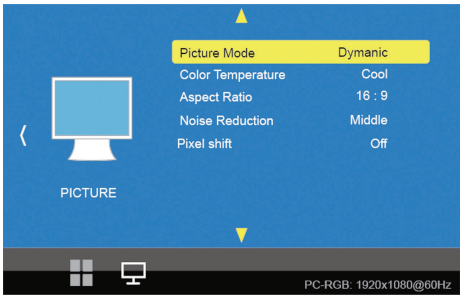 Picture Mode Dymanic
Color Temperature Cool
Aspect Ratio 16 : 9
Noise Reduction Middle
Pixel shift Off
PICTURE
PC-RGB: 1920x1080@60Hz